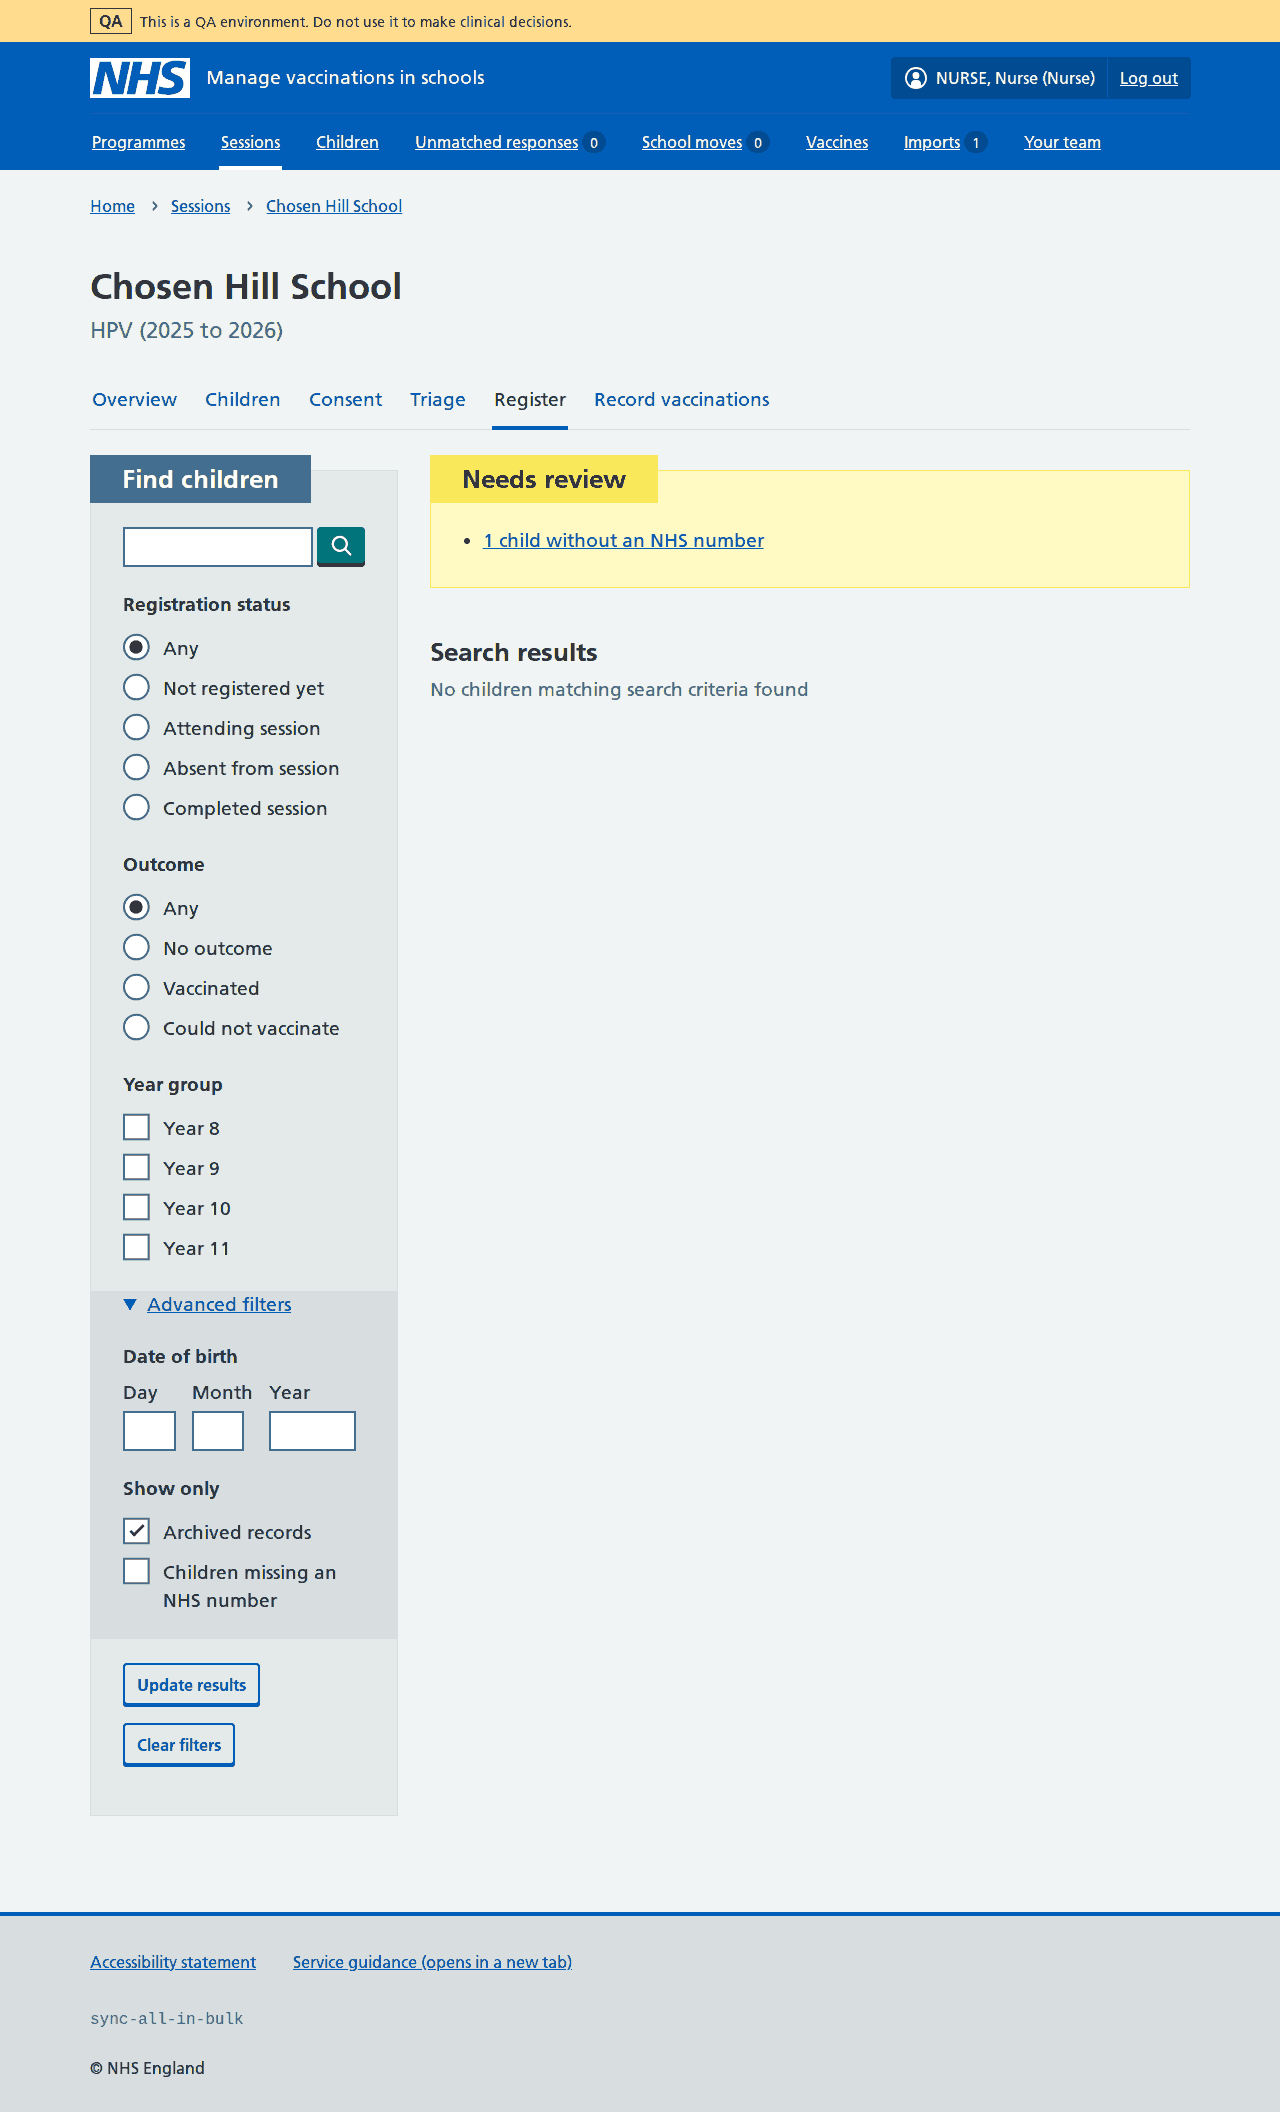 QA This is a QA environment. Do not use it to make clinical decisions.
NHS Manage vaccinations in schools NURSE, Nurse (Nurse) Log out
Programmes Sessions Children Unmatched responses 0 School moves 0 Vaccines Imports 1 Your team
Home Sessions Chosen Hill School
Chosen Hill School
HPV (2025 to 2026)
Overview Children Consent Triage Register Record vaccinations
Find children
Registration status
Any
Not registered yet
Attending session
Absent from session
Completed session
Outcome
Any
No outcome
Vaccinated
Could not vaccinate
Year group
Year 8
Year 9
Year 10
Year 11
Advanced filters
Date of birth
Day Month Year
Show only
Archived records
Children missing an
NHS number
Update results
Clear filters
Needs review
1 child without an NHS number
Search results
No children matching search criteria found
Accessibility statement Service guidance (opens in a new tab)
sync-all-in-bulk
© NHS England